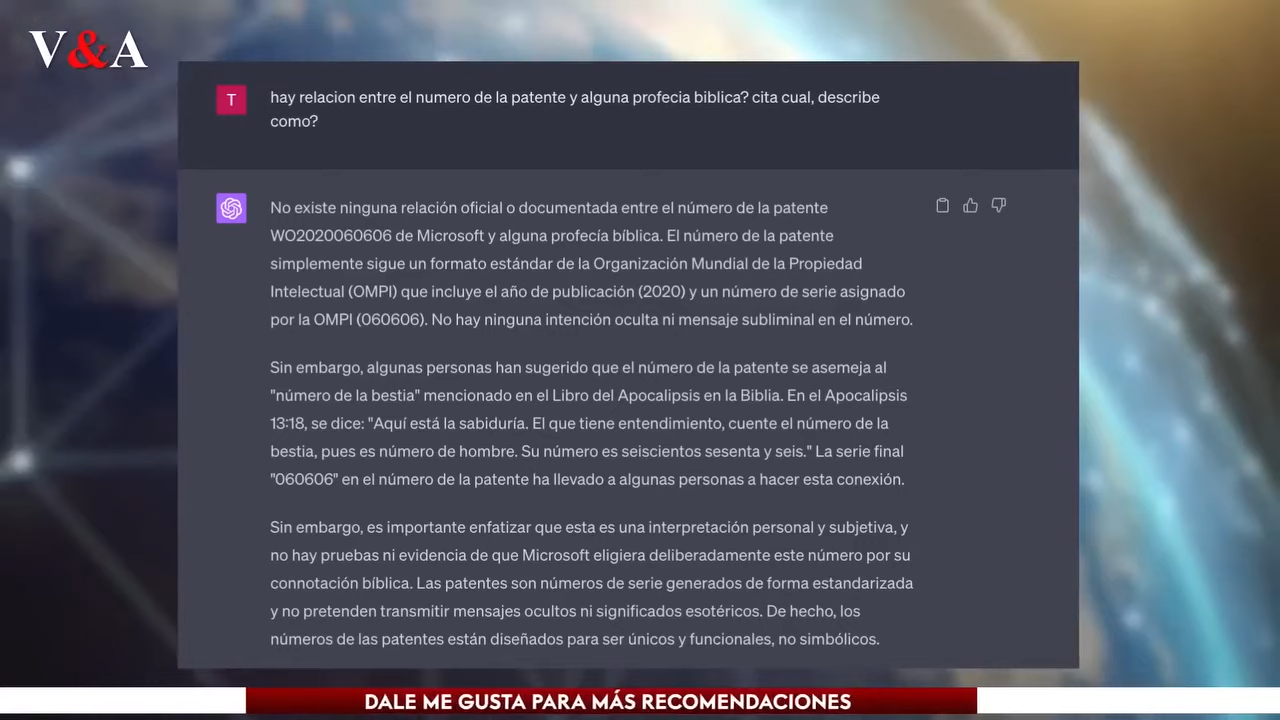 V&A
T
hay relacion entre el numero de la patente y alguna profecia biblica? cita cual, describe
como?
No existe ninguna relación oficial o documentada entre el número de la patente
WO2020060606 de Microsoft y alguna profecía bíblica. El número de la patente
simplemente sigue un formato estándar de la Organización Mundial de la Propiedad
Intelectual (OMPI) que incluye el año de publicación (2020) y un número de serie asignado
por la OMPI (060606). No hay ninguna intención oculta ni mensaje subliminal en el número.
Sin embargo, algunas personas han sugerido que el número de la patente se asemeja al
"número de la bestia" mencionado en el Libro del Apocalipsis en la Biblia. En el Apocalipsis
13:18, se dice: "Aquí está la sabiduría. El que tiene entendimiento, cuente el número de la
bestia, pues es número de hombre. Su número es seiscientos sesenta y seis." La serie final
"060606" en el número de la patente ha llevado a algunas personas a hacer esta conexión.
Sin embargo, es importante enfatizar que esta es una interpretación personal y subjetiva, y
no hay pruebas ni evidencia de que Microsoft eligiera deliberadamente este número por su
connotación bíblica. Las patentes son números de serie generados de forma estandarizada
y no pretenden transmitir mensajes ocultos ni significados esotéricos. De hecho, los
números de las patentes están diseñados para ser únicos y funcionales, no simbólicos.
DALE ME GUSTA PARA MÁS RECOMENDACIONES